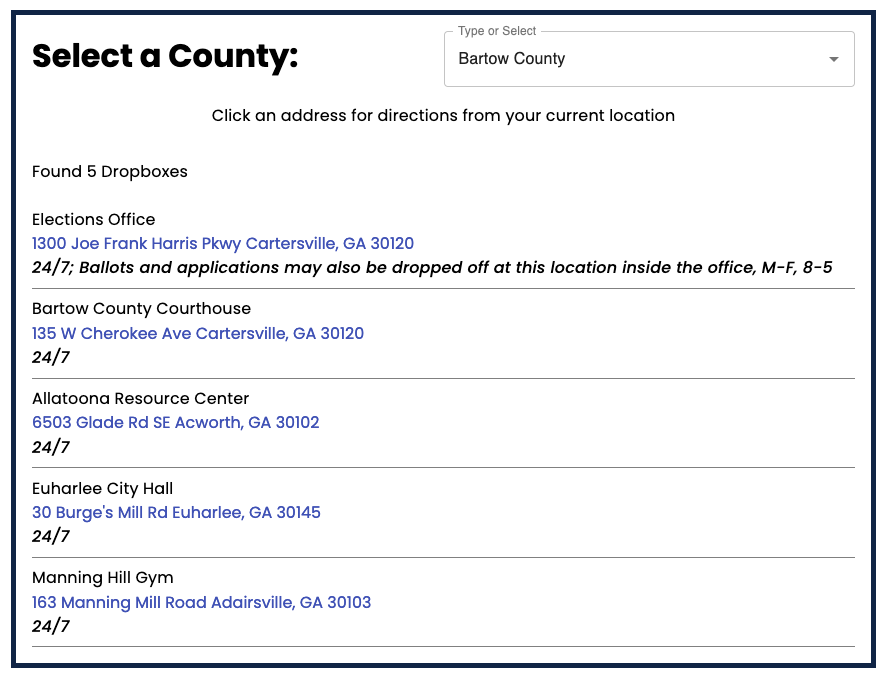 Select a County:
Type or Select
Bartow County
Click an address for directions from your current location
Found 5 Dropboxes
Elections Office
1300 Joe Frank Harris Pkwy Cartersville, GA 30120
24/7; Ballots and applications may also be dropped off at this location inside the office, M-F, 8-5
Bartow County Courthouse
135 W Cherokee Ave Cartersville, GA 30120
24/7
Allatoona Resource Center
6503 Glade Rd SE Acworth, GA 30102
24/7
Euharlee City Hall
30 Burge's Mill Rd Euharlee, GA 30145
24/7
Manning Hill Gym
163 Manning Mill Road Adairsville, GA 30103
24/7